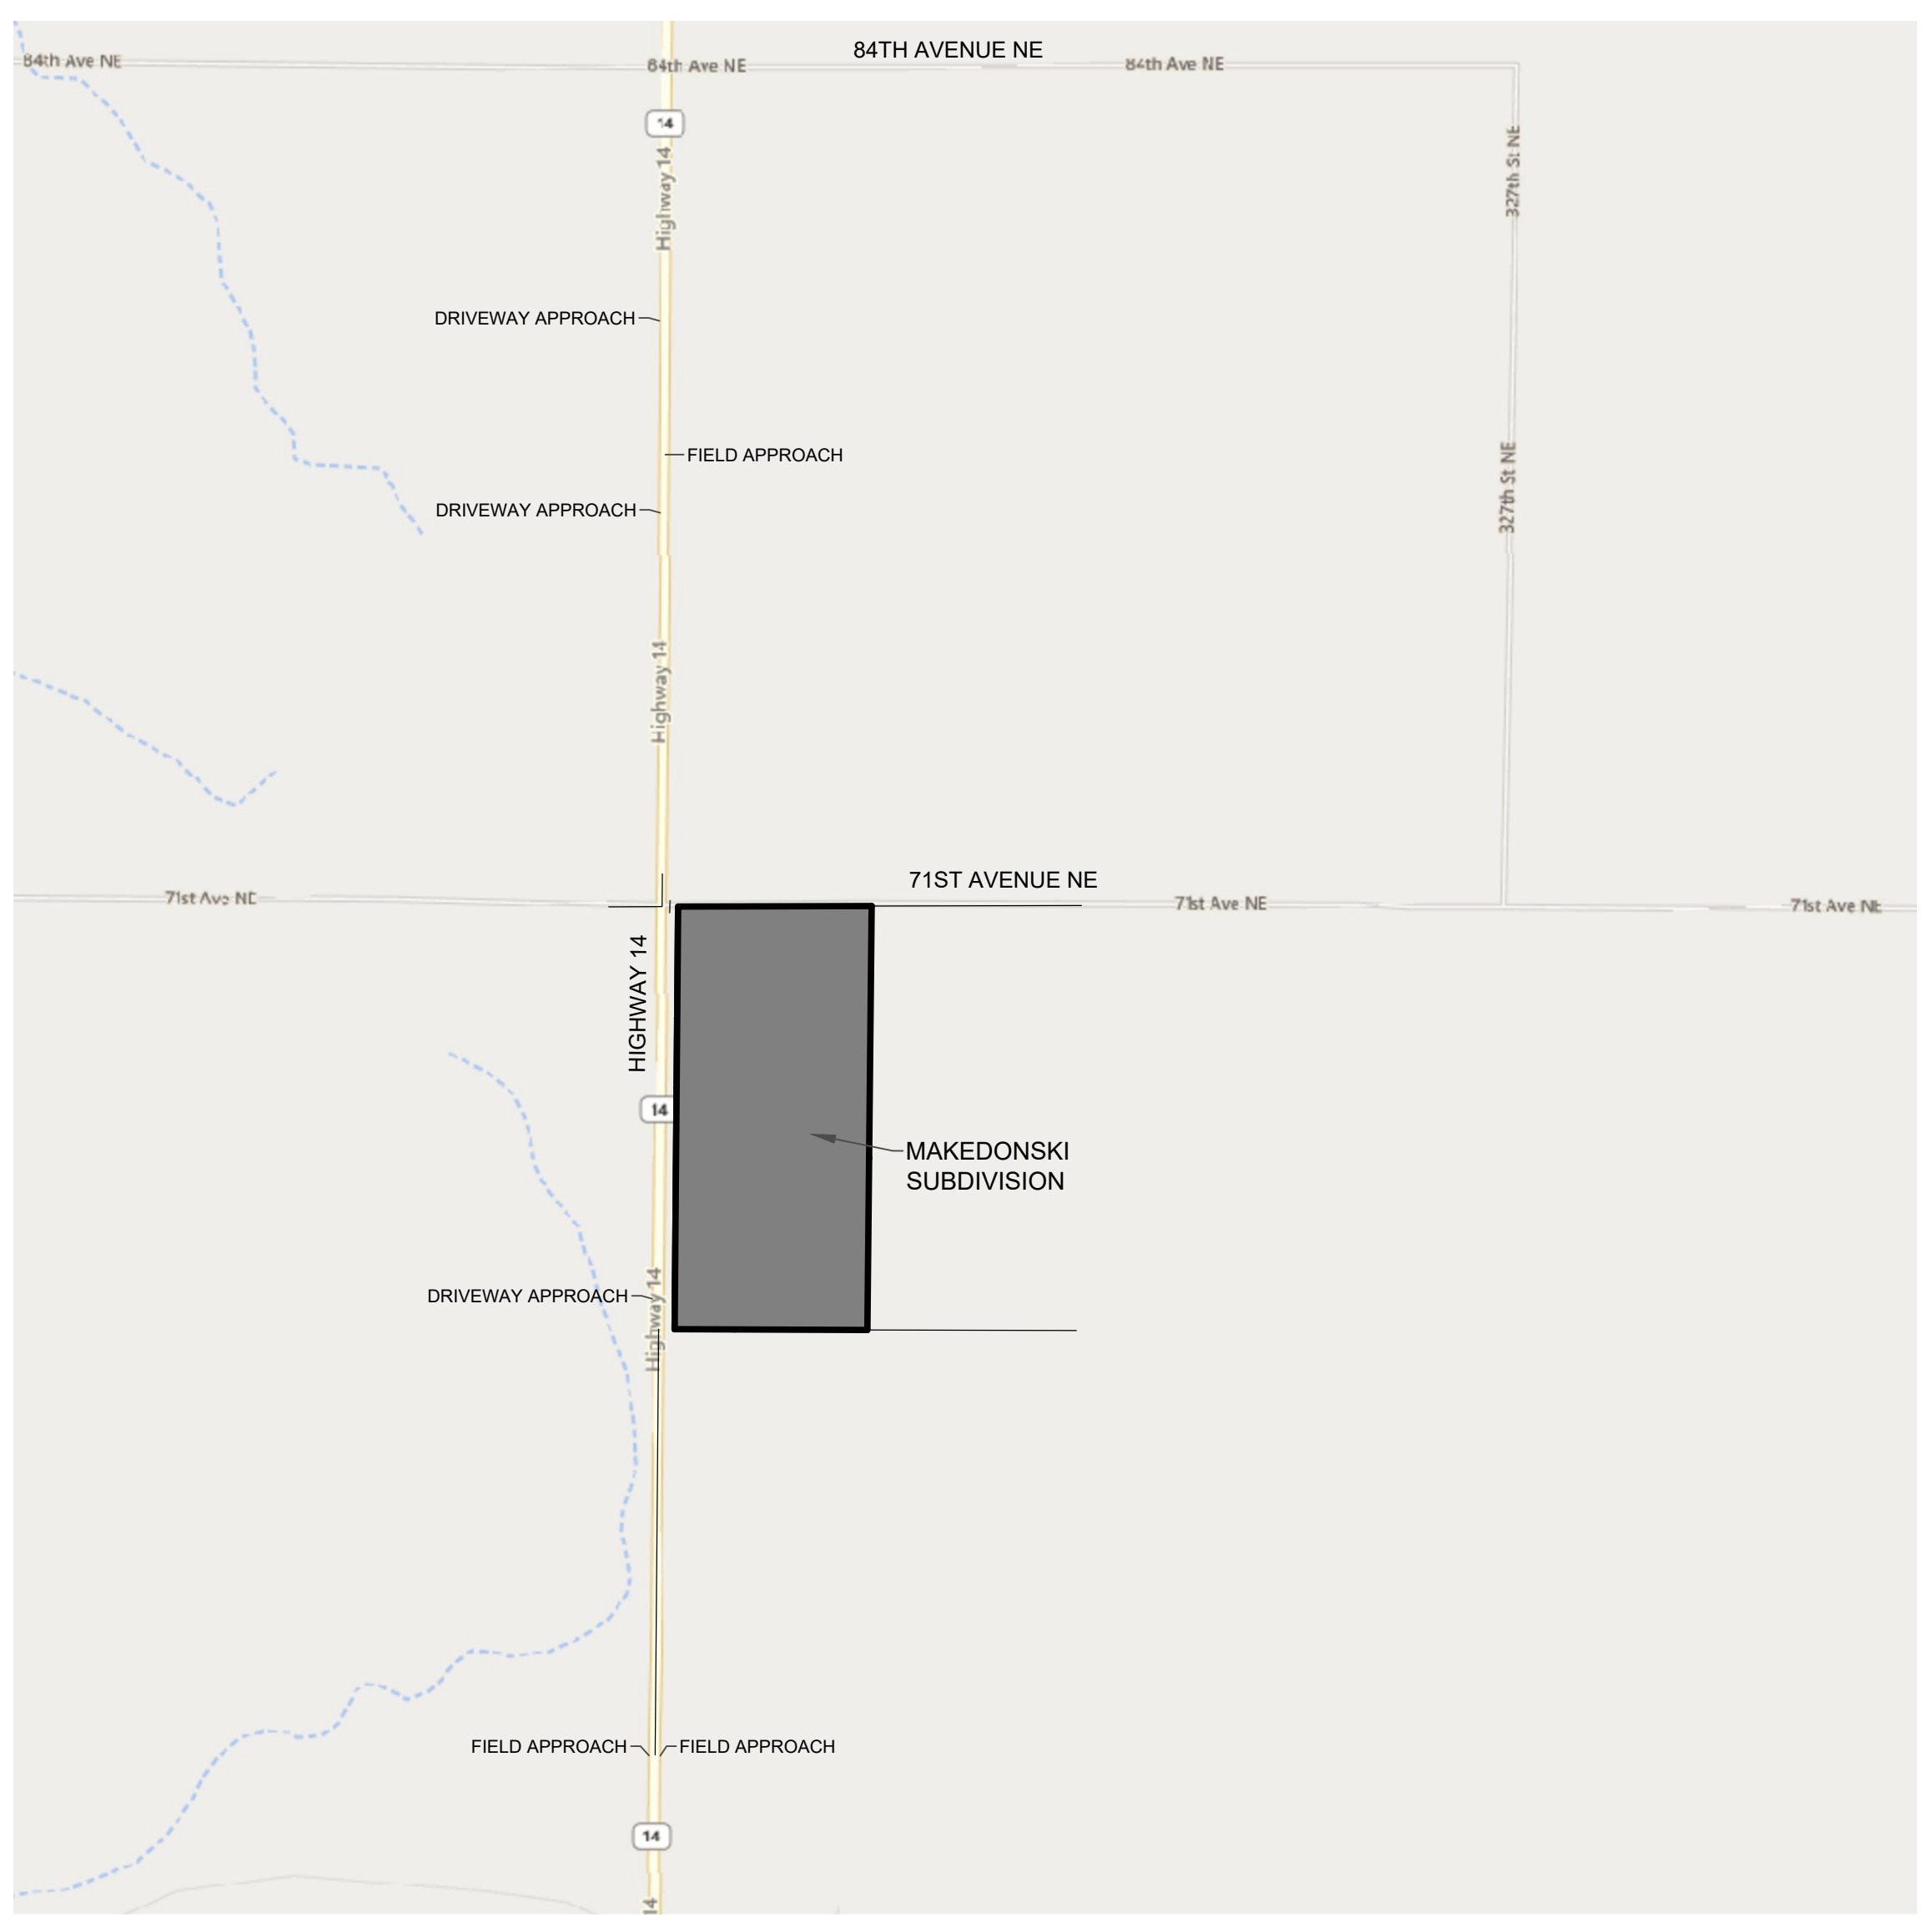 84TH AVENUE NE
84th Ave NE
84th Ave NE
84th Ave NE
14
327th St NE
Highway 14
DRIVEWAY APPROACH
FIELD APPROACH
327th St NE
DRIVEWAY APPROACH
Highway 14
71ST AVENUE NE
71st Ave NE
71st Ave NE
71st Ave NE
HIGHWAY 14
14
MAKEDONSKI
SUBDIVISION
DRIVEWAY APPROACH
Highway 14
FIELD APPROACH
FIELD APPROACH
14
14